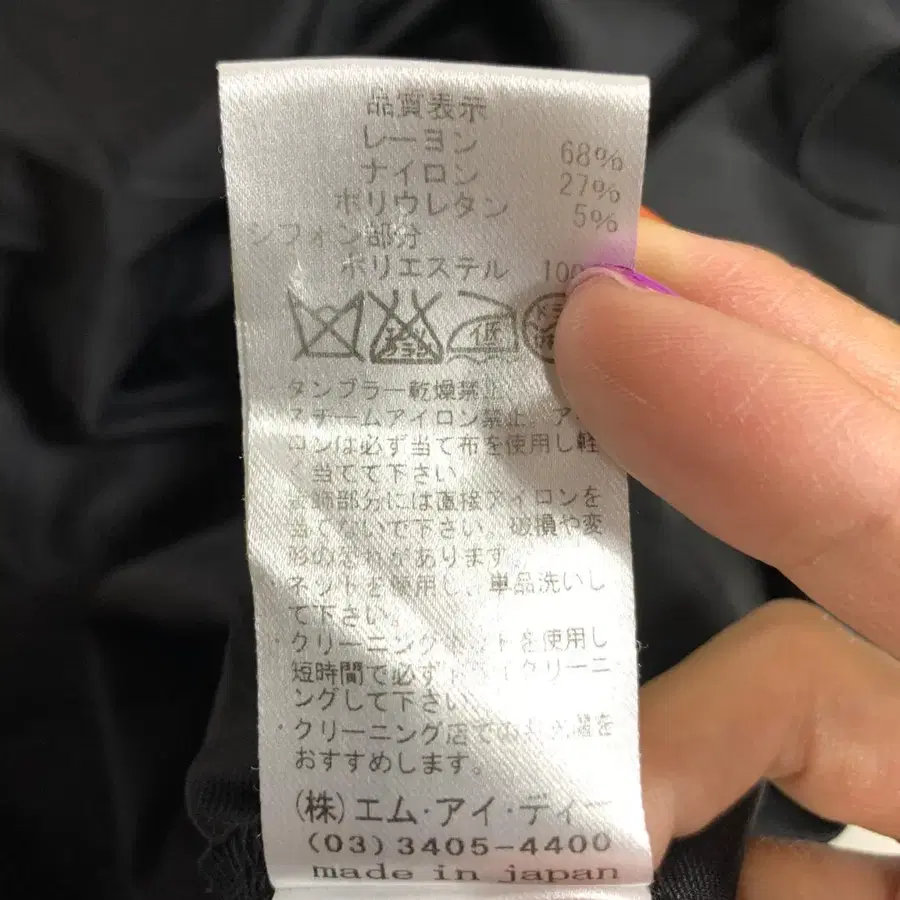 品質表示
レーヨン 68%
ナイロン 27%
ポリウレタン 5%
シフォン部分
ポリエステル 100
低
・タンブラー乾燥禁止
スチームアイロン禁止。アイ
ロンは必ず当て布を使用し軽
く当てて下さい。
部分には直接アイロンを
ないで下さい。破損や変
形の恐れがあります。
・ネットを使用し、単品洗いし
て下さい。
・クリーニングネットを使用し
短時間で必ずドライクリーニ
ングして下さい。
・クリーニング店でのお洗濯を
おすすめします。
(株)エム・アイ・ディー
(03)3405-4400
made in japan